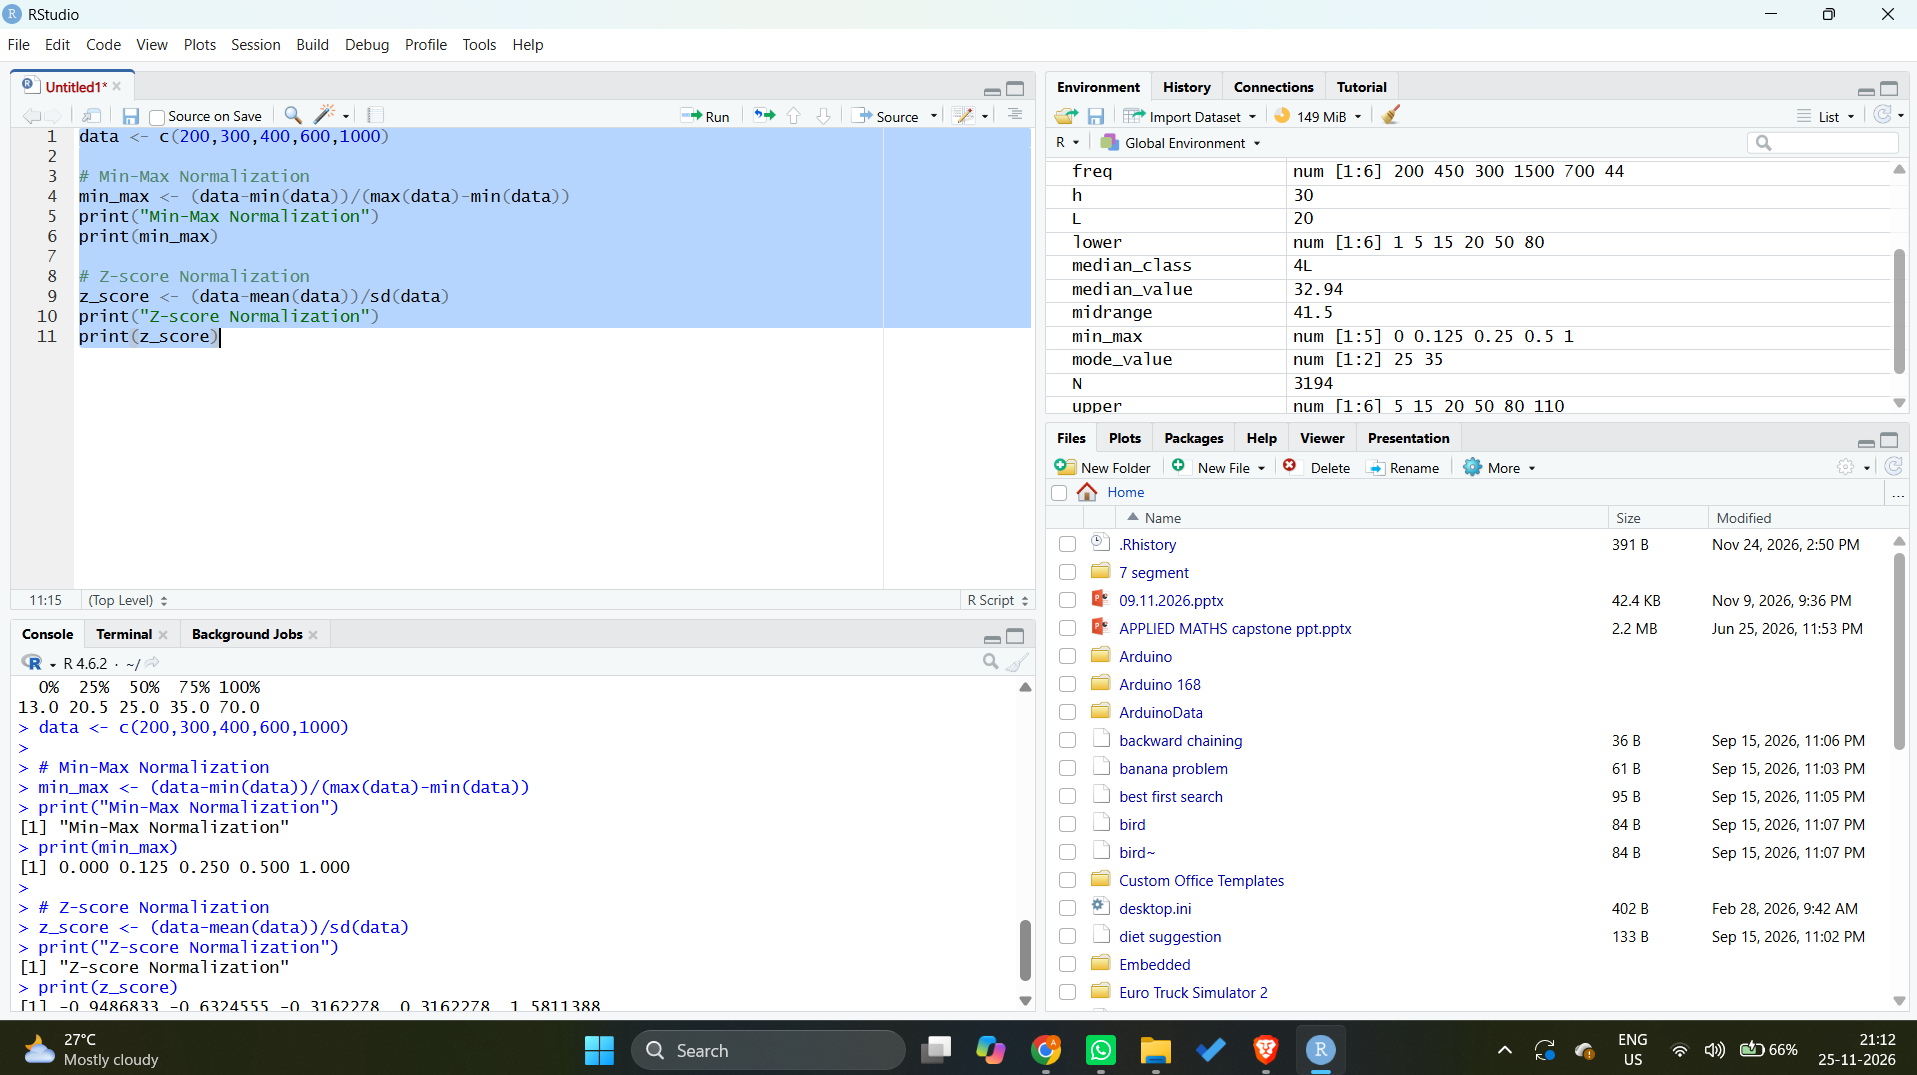 RStudio
File Edit Code View Plots Session Build Debug Profile Tools Help
Untitled1*
Source on Save
Run
Source
1 data <- c(200,300,400,600,1000)
2
3 # Min-Max Normalization
4 min_max <- (data-min(data))/(max(data)-min(data))
5 print("Min-Max Normalization")
6 print(min_max)
7
8 # Z-score Normalization
9 z_score <- (data-mean(data))/sd(data)
10 print("Z-score Normalization")
11 print(z_score)
11:15 (Top Level) R Script
Console Terminal Background Jobs
R 4.6.2 · ~/
0% 25% 50% 75% 100%
13.0 20.5 25.0 35.0 70.0
> data <- c(200,300,400,600,1000)
>
> # Min-Max Normalization
> min_max <- (data-min(data))/(max(data)-min(data))
> print("Min-Max Normalization")
[1] "Min-Max Normalization"
> print(min_max)
[1] 0.000 0.125 0.250 0.500 1.000
>
> # Z-score Normalization
> z_score <- (data-mean(data))/sd(data)
> print("Z-score Normalization")
[1] "Z-score Normalization"
> print(z_score)
[1] -0.9486833 -0.6324555 -0.3162278 0.3162278 1.5811388
Environment History Connections Tutorial
Import Dataset 149 MiB List
R Global Environment
freq num [1:6] 200 450 300 1500 700 44
h 30
L 20
lower num [1:6] 1 5 15 20 50 80
median_class 4L
median_value 32.94
midrange 41.5
min_max num [1:5] 0 0.125 0.25 0.5 1
mode_value num [1:2] 25 35
N 3194
upper num [1:6] 5 15 20 50 80 110
Files Plots Packages Help Viewer Presentation
New Folder New File Delete Rename More
Home ...
Name Size Modified
.Rhistory 391 B Nov 24, 2026, 2:50 PM
7 segment
09.11.2026.pptx 42.4 KB Nov 9, 2026, 9:36 PM
APPLIED MATHS capstone ppt.pptx 2.2 MB Jun 25, 2026, 11:53 PM
Arduino
Arduino 168
ArduinoData
backward chaining 36 B Sep 15, 2026, 11:06 PM
banana problem 61 B Sep 15, 2026, 11:03 PM
best first search 95 B Sep 15, 2026, 11:05 PM
bird 84 B Sep 15, 2026, 11:07 PM
bird~ 84 B Sep 15, 2026, 11:07 PM
Custom Office Templates
desktop.ini 402 B Feb 28, 2026, 9:42 AM
diet suggestion 133 B Sep 15, 2026, 11:02 PM
Embedded
Euro Truck Simulator 2
27°C
Mostly cloudy
Search
ENG
US
66%
21:12
25-11-2026